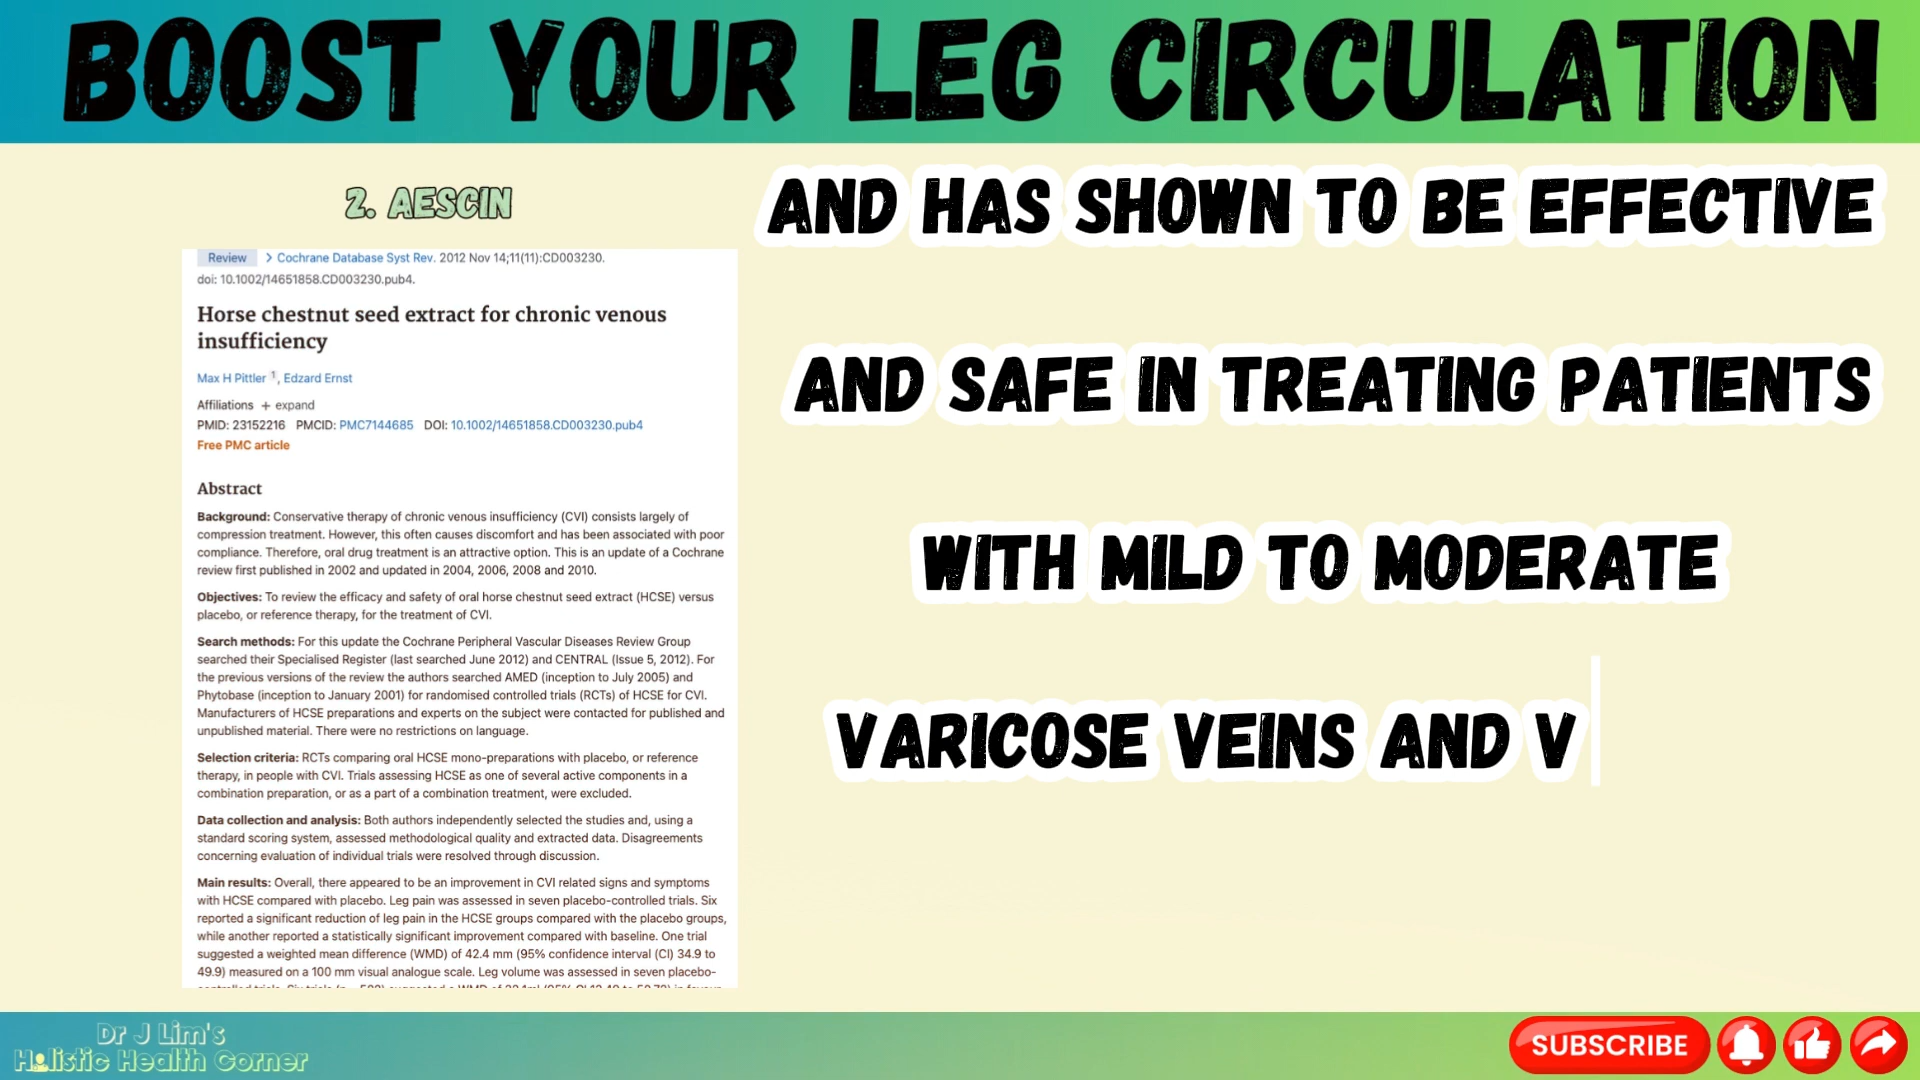 BOOST YOUR LEG CIRCULATION
2. AESCIN
Review > Cochrane Database Syst Rev. 2012 Nov 14;11(11):CD003230.
doi: 10.1002/14651858.CD003230.pub4.
Horse chestnut seed extract for chronic venous
insufficiency
Max H Pittler 1, Edzard Ernst
Affiliations + expand
PMID: 23152216 PMCID: PMC7144685 DOI: 10.1002/14651858.CD003230.pub4
Free PMC article
Abstract
Background: Conservative therapy of chronic venous insufficiency (CVI) consists largely of
compression treatment. However, this often causes discomfort and has been associated with poor
compliance. Therefore, oral drug treatment is an attractive option. This is an update of a Cochrane
review first published in 2002 and updated in 2004, 2006, 2008 and 2010.
Objectives: To review the efficacy and safety of oral horse chestnut seed extract (HCSE) versus
placebo, or reference therapy, for the treatment of CVI.
Search methods: For this update the Cochrane Peripheral Vascular Diseases Review Group
searched their Specialised Register (last searched June 2012) and CENTRAL (Issue 5, 2012). For
the previous versions of the review the authors searched AMED (inception to July 2005) and
Phytobase (inception to January 2001) for randomised controlled trials (RCTs) of HCSE for CVI.
Manufacturers of HCSE preparations and experts on the subject were contacted for published and
unpublished material. There were no restrictions on language.
Selection criteria: RCTs comparing oral HCSE mono-preparations with placebo, or reference
therapy, in people with CVI. Trials assessing HCSE as one of several active components in a
combination preparation, or as a part of a combination treatment, were excluded.
Data collection and analysis: Both authors independently selected the studies and, using a
standard scoring system, assessed methodological quality and extracted data. Disagreements
concerning evaluation of individual trials were resolved through discussion.
Main results: Overall, there appeared to be an improvement in CVI related signs and symptoms
with HCSE compared with placebo. Leg pain was assessed in seven placebo-controlled trials. Six
reported a significant reduction of leg pain in the HCSE groups compared with the placebo groups,
while another reported a statistically significant improvement compared with baseline. One trial
suggested a weighted mean difference (WMD) of 42.4 mm (95% confidence interval (CI) 34.9 to
49.9) measured on a 100 mm visual analogue scale. Leg volume was assessed in seven placebo-
AND HAS SHOWN TO BE EFFECTIVE
AND SAFE IN TREATING PATIENTS
WITH MILD TO MODERATE
VARICOSE VEINS AND V
Dr J Lim's
Holistic Health Corner
SUBSCRIBE